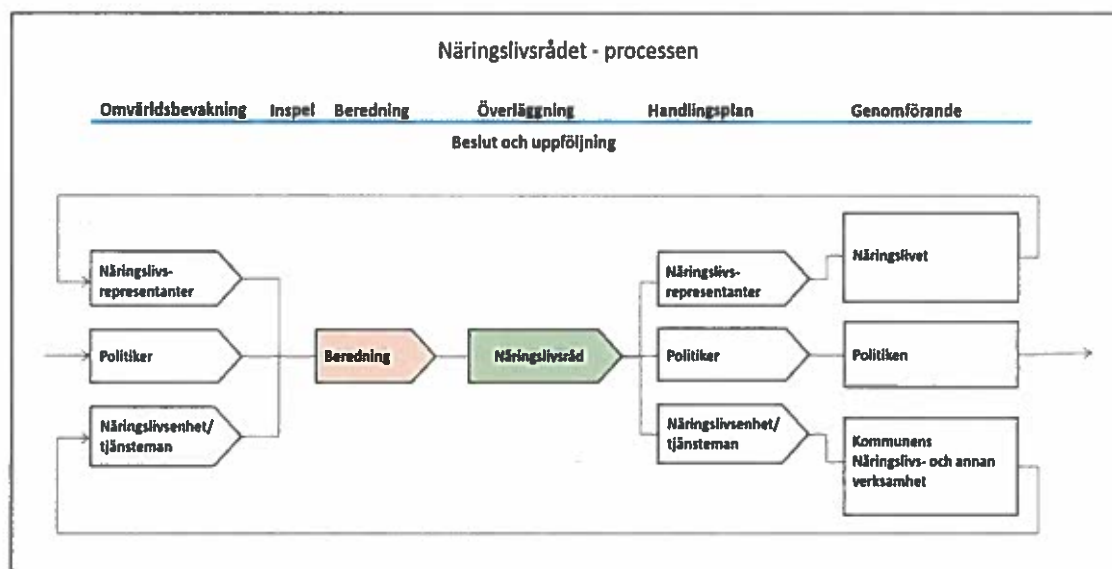 Näringslivsrådet - processen
Omvärldsbevakning Inspel Beredning Överläggning Handlingsplan Genomförande
Beslut och uppföljning
Näringslivs-
representanter
Politiker
Näringslivsenhet/
tjänsteman
Beredning
Näringslivsråd
Näringslivs-
representanter
Politiker
Näringslivsenhet/
tjänsteman
Näringslivet
Politiken
Kommunens
Näringslivs- och annan
verksamhet